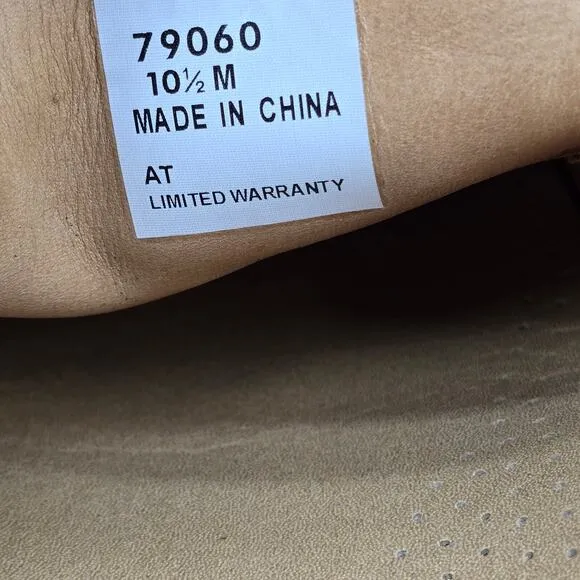 79060
10½ M
MADE IN CHINA
AT
LIMITED WARRANTY